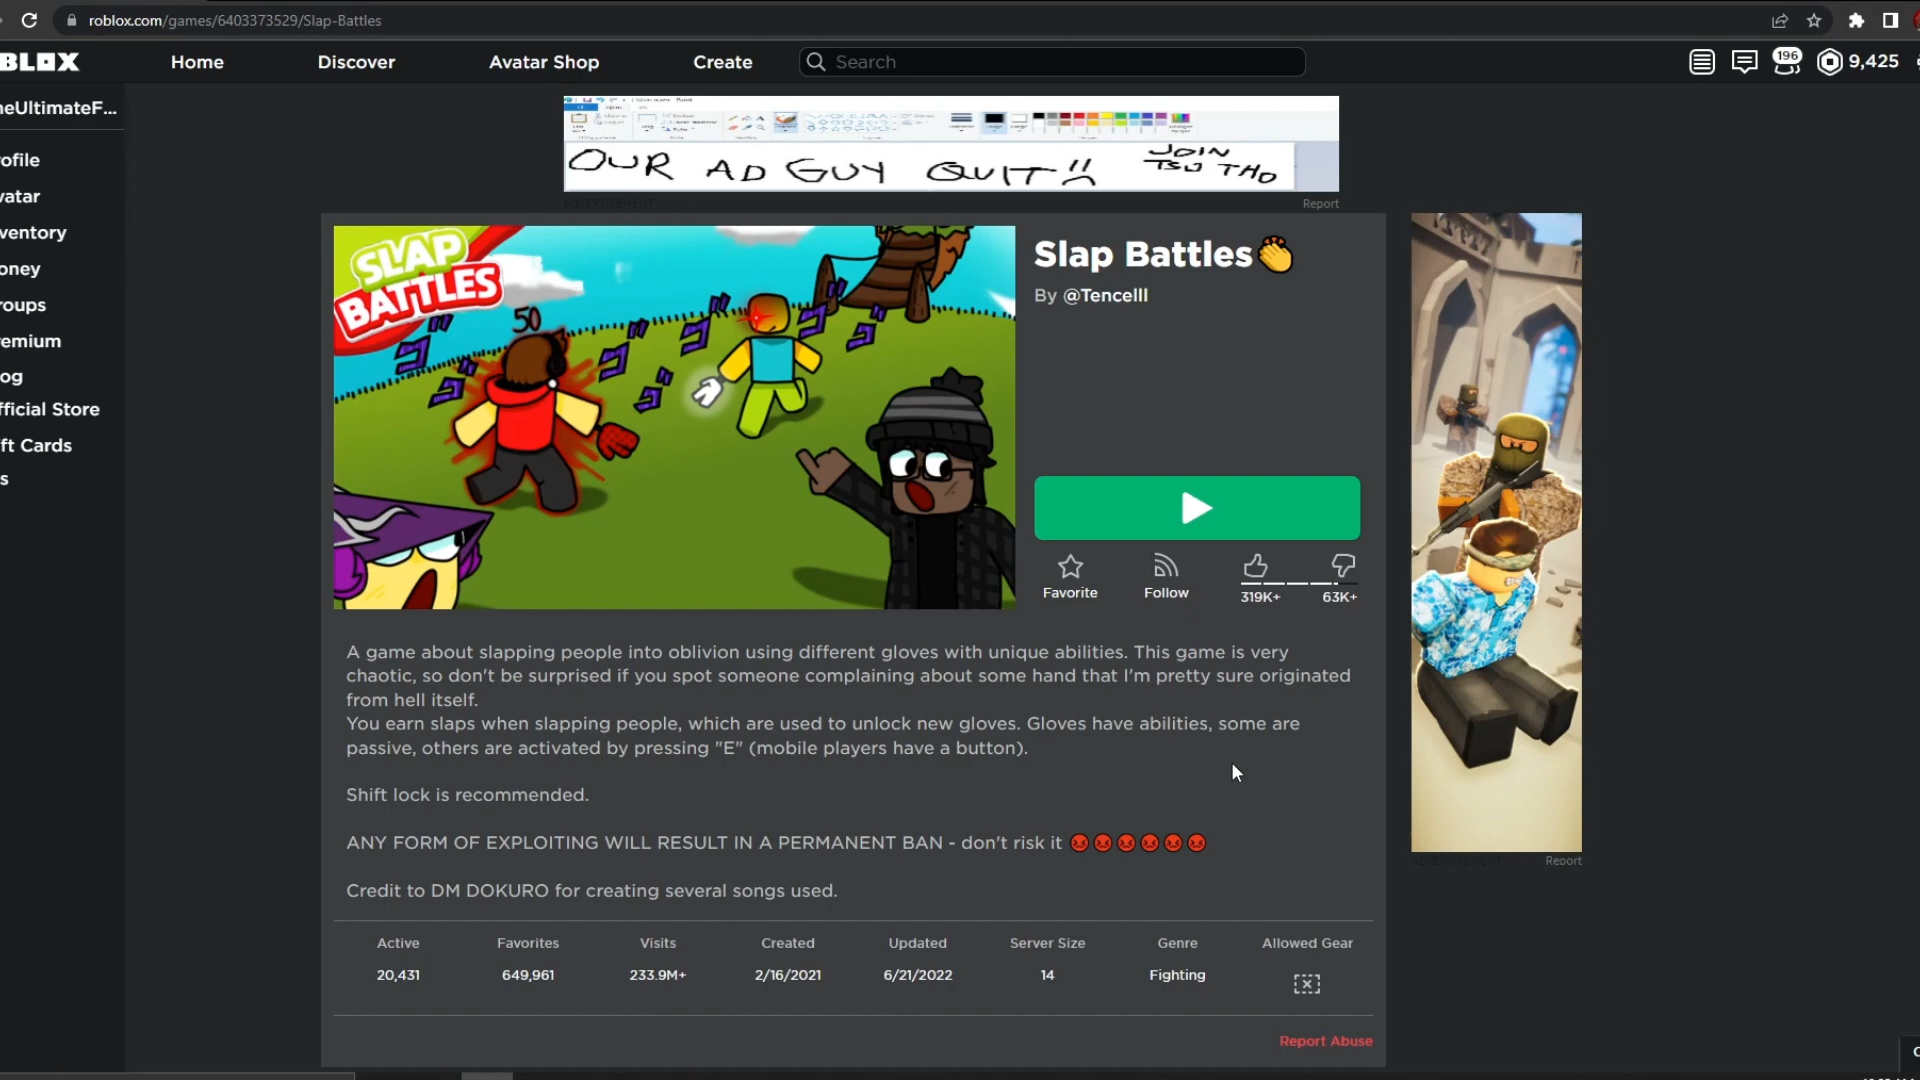 roblox.com/games/6403373529/Slap-Battles
BLOX
Home
Discover
Avatar Shop
Create
Search
196
9,425
neUltimateF...
OUR AD GUY QUIT!!
JOIN
TSU THO
ADVERTISEMENT
Report
rofile
vatar
ventory
oney
roups
remium
og
fficial Store
ft Cards
s
SLAP
BATTLES
50
Slap Battles👏
By @Tencelll
Favorite
Follow
319K+
63K+
A game about slapping people into oblivion using different gloves with unique abilities. This game is very
chaotic, so don't be surprised if you spot someone complaining about some hand that I'm pretty sure originated
from hell itself.
You earn slaps when slapping people, which are used to unlock new gloves. Gloves have abilities, some are
passive, others are activated by pressing "E" (mobile players have a button).
Shift lock is recommended.
ANY FORM OF EXPLOITING WILL RESULT IN A PERMANENT BAN - don't risk it 😡😡😡😡😡😡
Credit to DM DOKURO for creating several songs used.
ADVERTISEMENT
Report
Active
Favorites
Visits
Created
Updated
Server Size
Genre
Allowed Gear
20,431
649,961
233.9M+
2/16/2021
6/21/2022
14
Fighting
Report Abuse